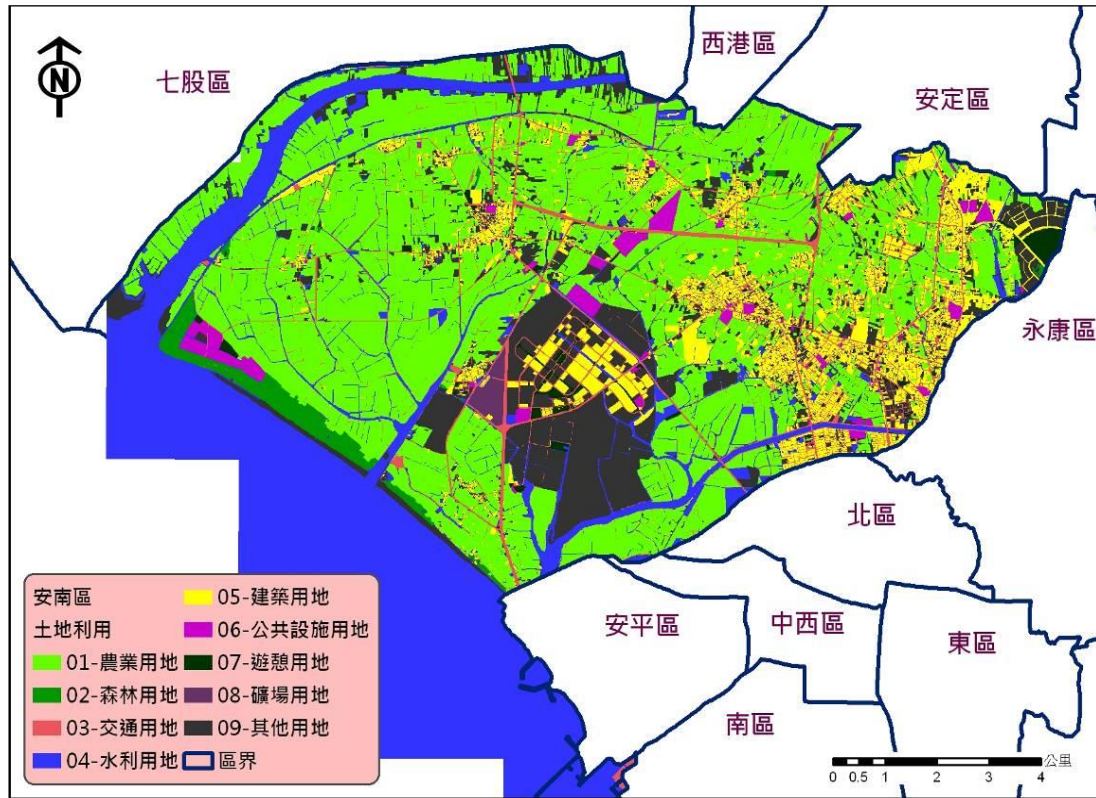 N
七股區
西港區
安定區
永康區
北區
安平區
中西區
東區
南區
安南區
土地利用
01-農業用地
02-森林用地
03-交通用地
04-水利用地
05-建築用地
06-公共設施用地
07-遊憩用地
08-礦場用地
09-其他用地
區界
公里
0 0.5 1 2 3 4